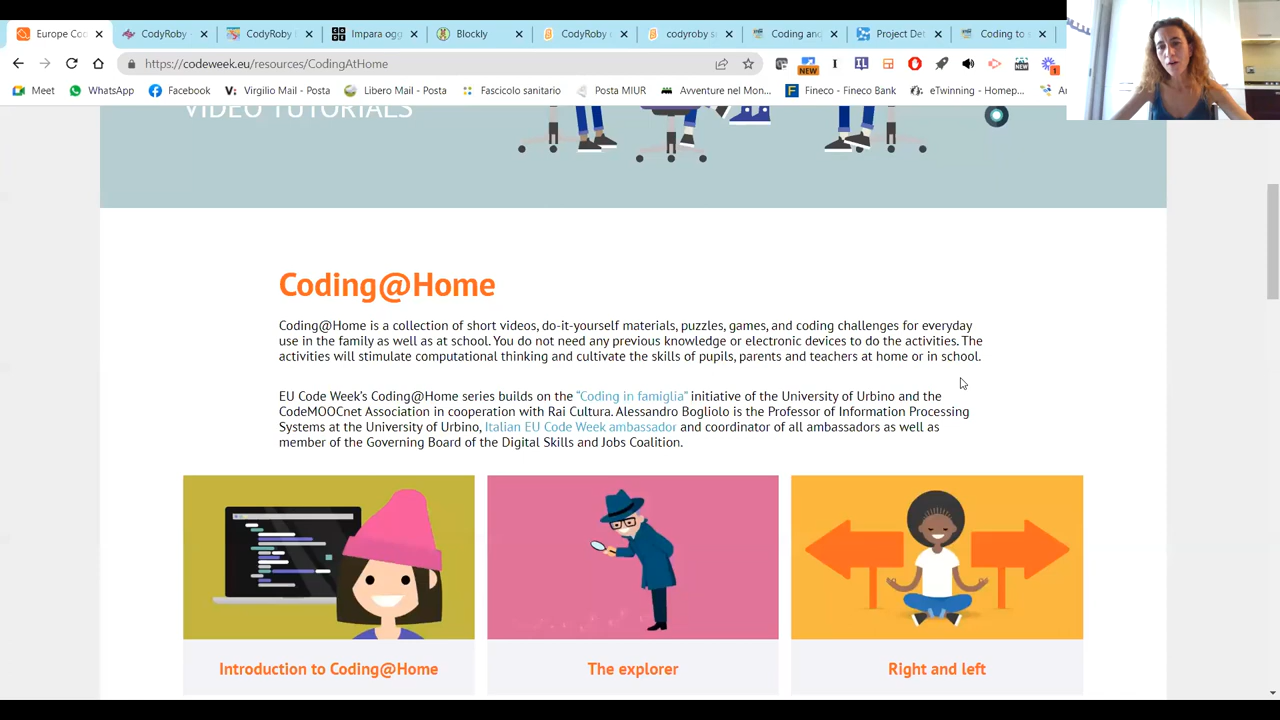 Europe Co
CodyRoby
CodyRoby
Impara ogg
Blockly
CodyRoby
codyroby s
Coding an
Project De
Coding to
https://codeweek.eu/resources/CodingAtHome
NEW
IL
NEW
1
Meet
WhatsApp
Facebook
Virgilio Mail - Posta
Libero Mail - Posta
Fascicolo sanitario
Posta MIUR
Avventure nel Mon...
Fineco - Fineco Bank
eTwinning - Homep...
VIDEO TUTORIALS
Coding@Home
Coding@Home is a collection of short videos, do-it-yourself materials, puzzles, games, and coding challenges for everyday
use in the family as well as at school. You do not need any previous knowledge or electronic devices to do the activities. The
activities will stimulate computational thinking and cultivate the skills of pupils, parents and teachers at home or in school.
EU Code Week's Coding@Home series builds on the "Coding in famiglia" initiative of the University of Urbino and the
CodeMOOCnet Association in cooperation with Rai Cultura. Alessandro Bogliolo is the Professor of Information Processing
Systems at the University of Urbino, Italian EU Code Week ambassador and coordinator of all ambassadors as well as
member of the Governing Board of the Digital Skills and Jobs Coalition.
Introduction to Coding@Home
The explorer
Right and left